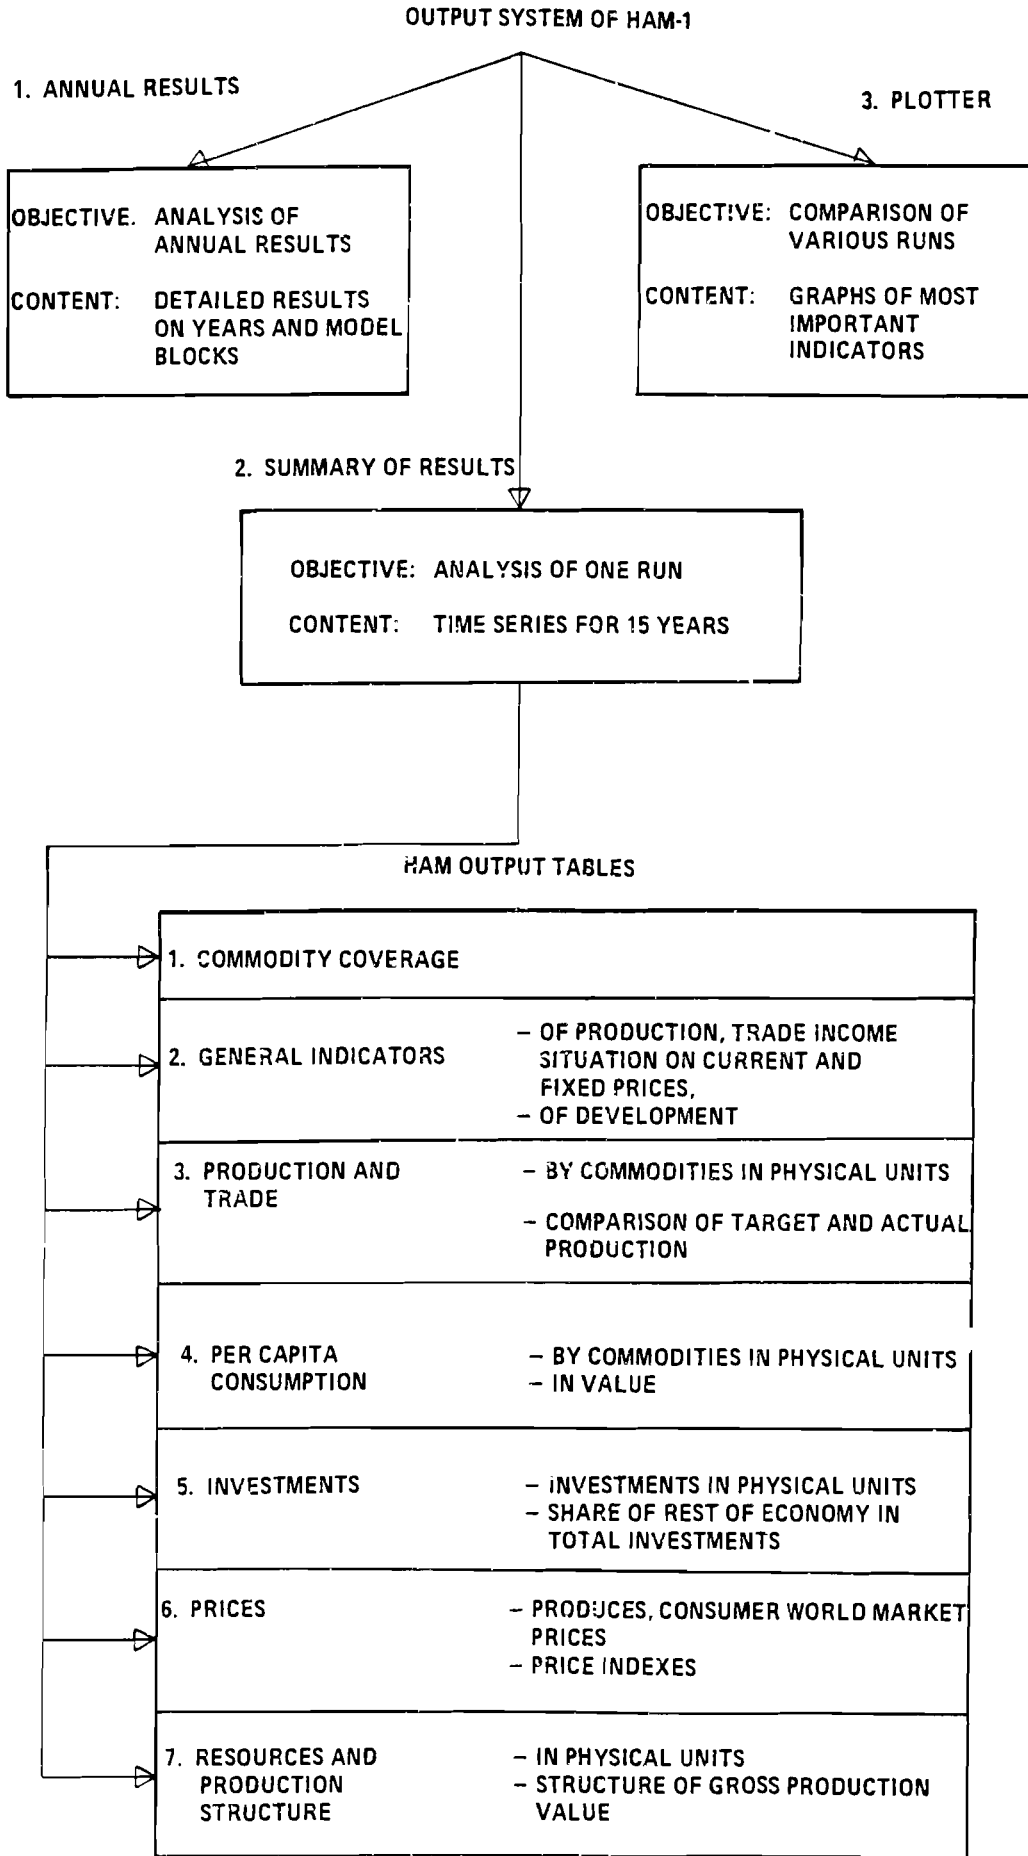 OUTPUT SYSTEM OF HAM-1
1. ANNUAL RESULTS
3. PLOTTER
OBJECTIVE. ANALYSIS OF
ANNUAL RESULTS
CONTENT: DETAILED RESULTS
ON YEARS AND MODEL
BLOCKS
OBJECTIVE: COMPARISON OF
VARIOUS RUNS
CONTENT: GRAPHS OF MOST
IMPORTANT
INDICATORS
2. SUMMARY OF RESULTS
OBJECTIVE: ANALYSIS OF ONE RUN
CONTENT: TIME SERIES FOR 15 YEARS
HAM OUTPUT TABLES
1. COMMODITY COVERAGE
2. GENERAL INDICATORS
– OF PRODUCTION, TRADE INCOME
SITUATION ON CURRENT AND
FIXED PRICES,
– OF DEVELOPMENT
3. PRODUCTION AND
TRADE
– BY COMMODITIES IN PHYSICAL UNITS
– COMPARISON OF TARGET AND ACTUAL
PRODUCTION
4. PER CAPITA
CONSUMPTION
– BY COMMODITIES IN PHYSICAL UNITS
– IN VALUE
5. INVESTMENTS
– INVESTMENTS IN PHYSICAL UNITS
– SHARE OF REST OF ECONOMY IN
TOTAL INVESTMENTS
6. PRICES
– PRODUCES, CONSUMER WORLD MARKET
PRICES
– PRICE INDEXES
7. RESOURCES AND
PRODUCTION
STRUCTURE
– IN PHYSICAL UNITS
– STRUCTURE OF GROSS PRODUCTION
VALUE